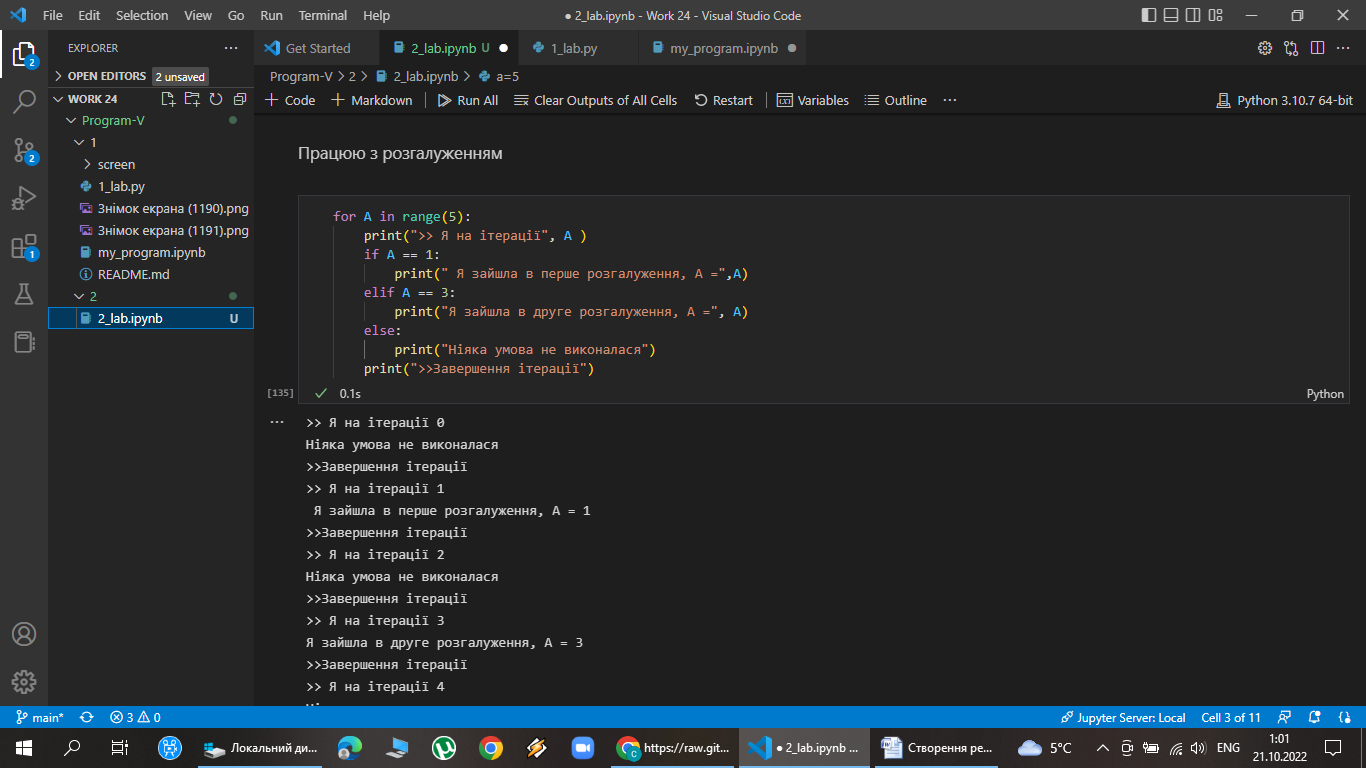 File Edit Selection View Go Run Terminal Help ● 2_lab.ipynb - Work 24 - Visual Studio Code
EXPLORER ···
OPEN EDITORS 2 unsaved
WORK 24
Program-V
1
screen
1_lab.py
Знімок екрана (1190).png
Знімок екрана (1191).png
my_program.ipynb
README.md
2
2_lab.ipynb U
2
2
1
Get Started 2_lab.ipynb U ● 1_lab.py my_program.ipynb ●
Program-V > 2 > 2_lab.ipynb > a=5
+ Code + Markdown Run All Clear Outputs of All Cells Restart Variables Outline ··· Python 3.10.7 64-bit
Працюю з розгалуженням
for A in range(5):
print(">> Я на ітерації", A )
if A == 1:
print(" Я зайшла в перше розгалуження, A =",A)
elif A == 3:
print("Я зайшла в друге розгалуження, A =", A)
else:
print("Ніяка умова не виконалася")
print(">>Завершення ітерації")
[135] 0.1s Python
>> Я на ітерації 0
Ніяка умова не виконалася
>>Завершення ітерації
>> Я на ітерації 1
Я зайшла в перше розгалуження, A = 1
>>Завершення ітерації
>> Я на ітерації 2
Ніяка умова не виконалася
>>Завершення ітерації
>> Я на ітерації 3
Я зайшла в друге розгалуження, A = 3
>>Завершення ітерації
>> Я на ітерації 4
main* 3 0 Jupyter Server: Local Cell 3 of 11
Локальний ди... https://raw.git... ● 2_lab.ipynb ... Створення ре... 5°C ENG 1:01
21.10.2022